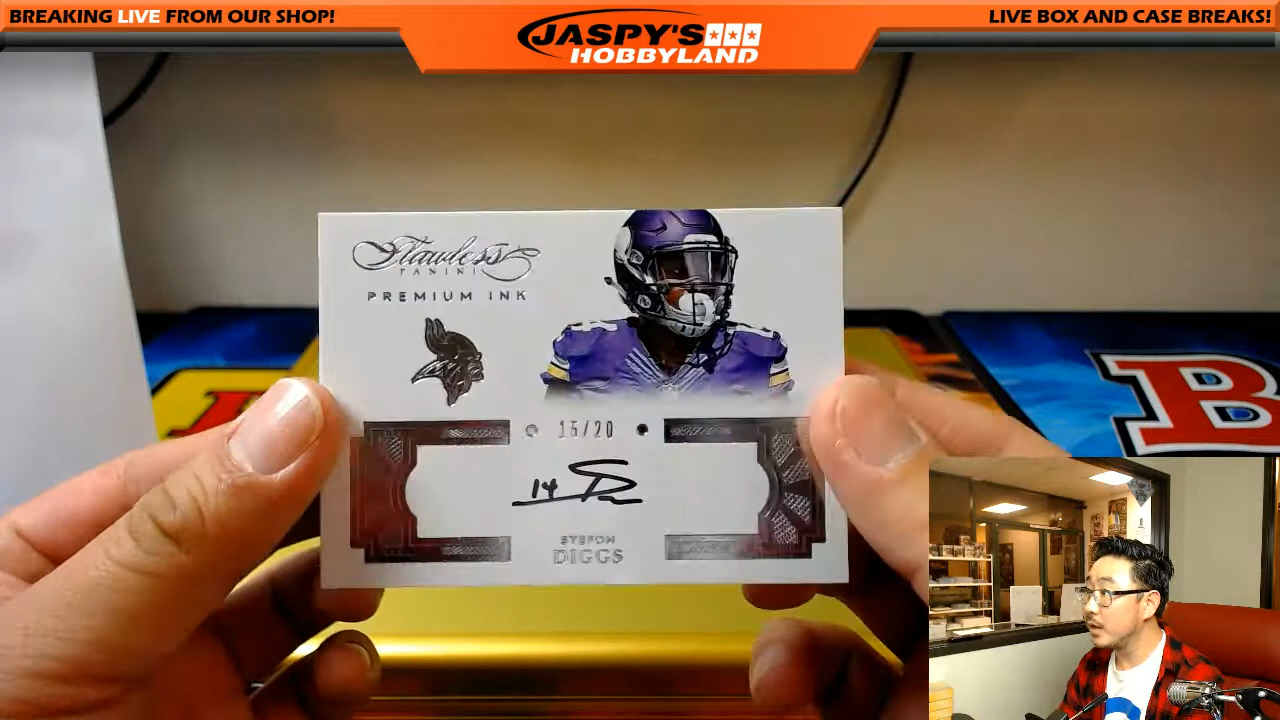 BREAKING LIVE FROM OUR SHOP!
JASPY'S
HOBBYLAND
LIVE BOX AND CASE BREAKS!
Flawless
PANINI
PREMIUM INK
15/20
14
STEFON
DIGGS
B